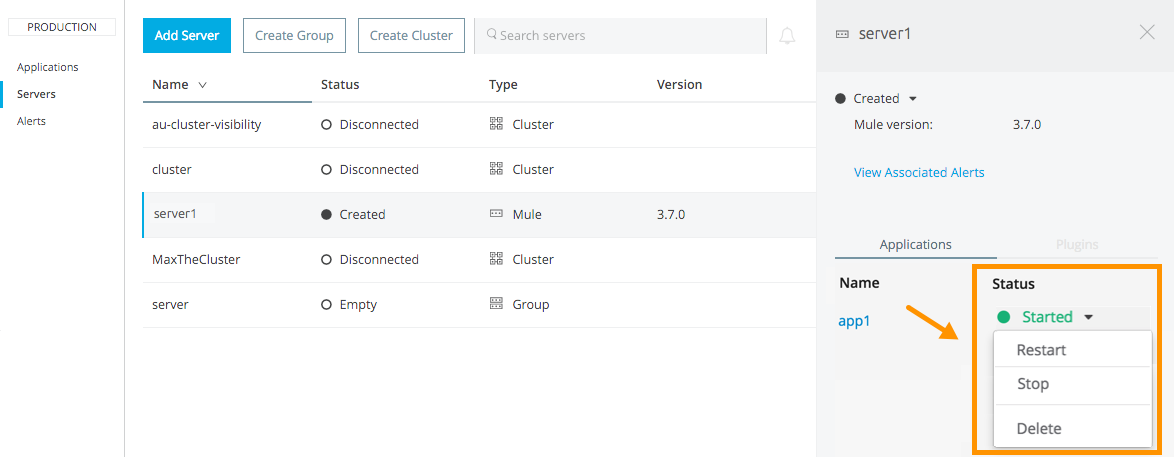 PRODUCTION
Applications
Servers
Alerts
Add Server
Create Group
Create Cluster
Search servers
Name Status Type Version
au-cluster-visibility Disconnected Cluster
cluster Disconnected Cluster
server1 Created Mule 3.7.0
MaxTheCluster Disconnected Cluster
server Empty Group
server1
Created
Mule version: 3.7.0
View Associated Alerts
Applications Plugins
Name Status
app1 Started
Restart
Stop
Delete